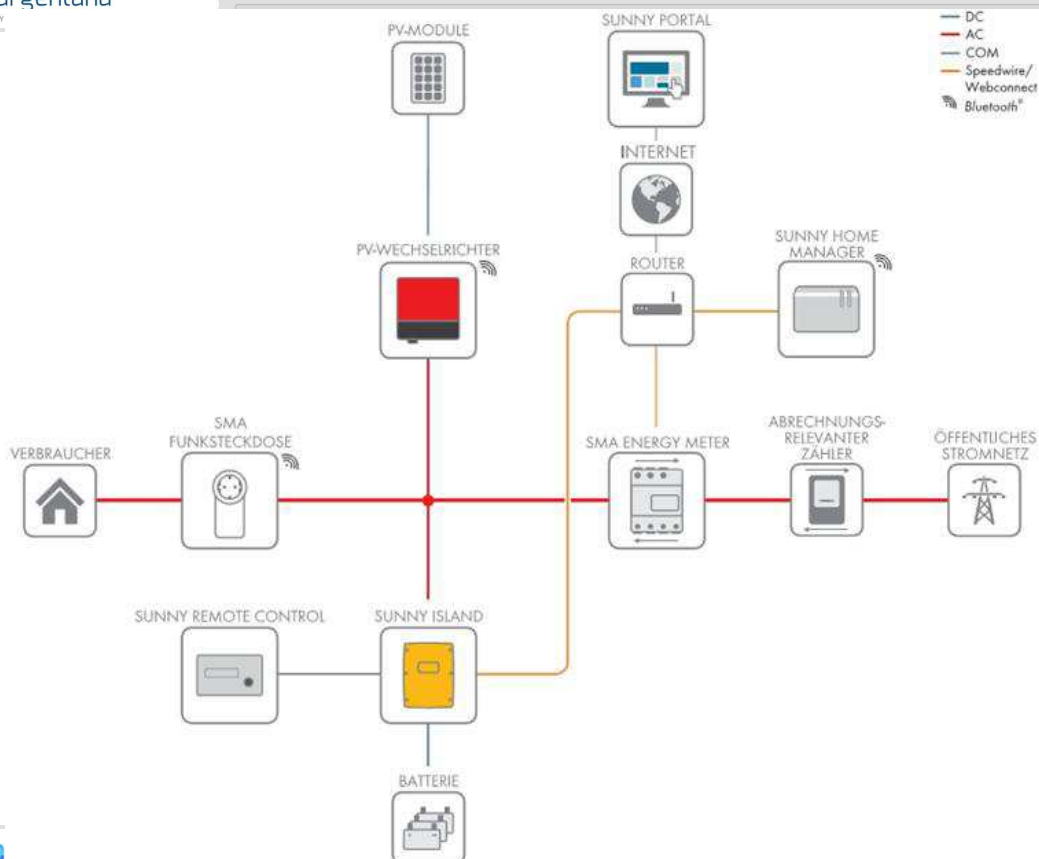 argentana
PV-MODULE
SUNNY PORTAL
DC
AC
COM
Speedwire/
Webconnect
Bluetooth®
INTERNET
PV-WECHSELRICHTER
ROUTER
SUNNY HOME
MANAGER
VERBRAUCHER
SMA
FUNKSTECKDOSE
SMA ENERGY METER
ABRECHNUNGS-
RELEVANTER
ZÄHLER
ÖFFENTLICHES
STROMNETZ
SUNNY REMOTE CONTROL
SUNNY ISLAND
BATTERIE